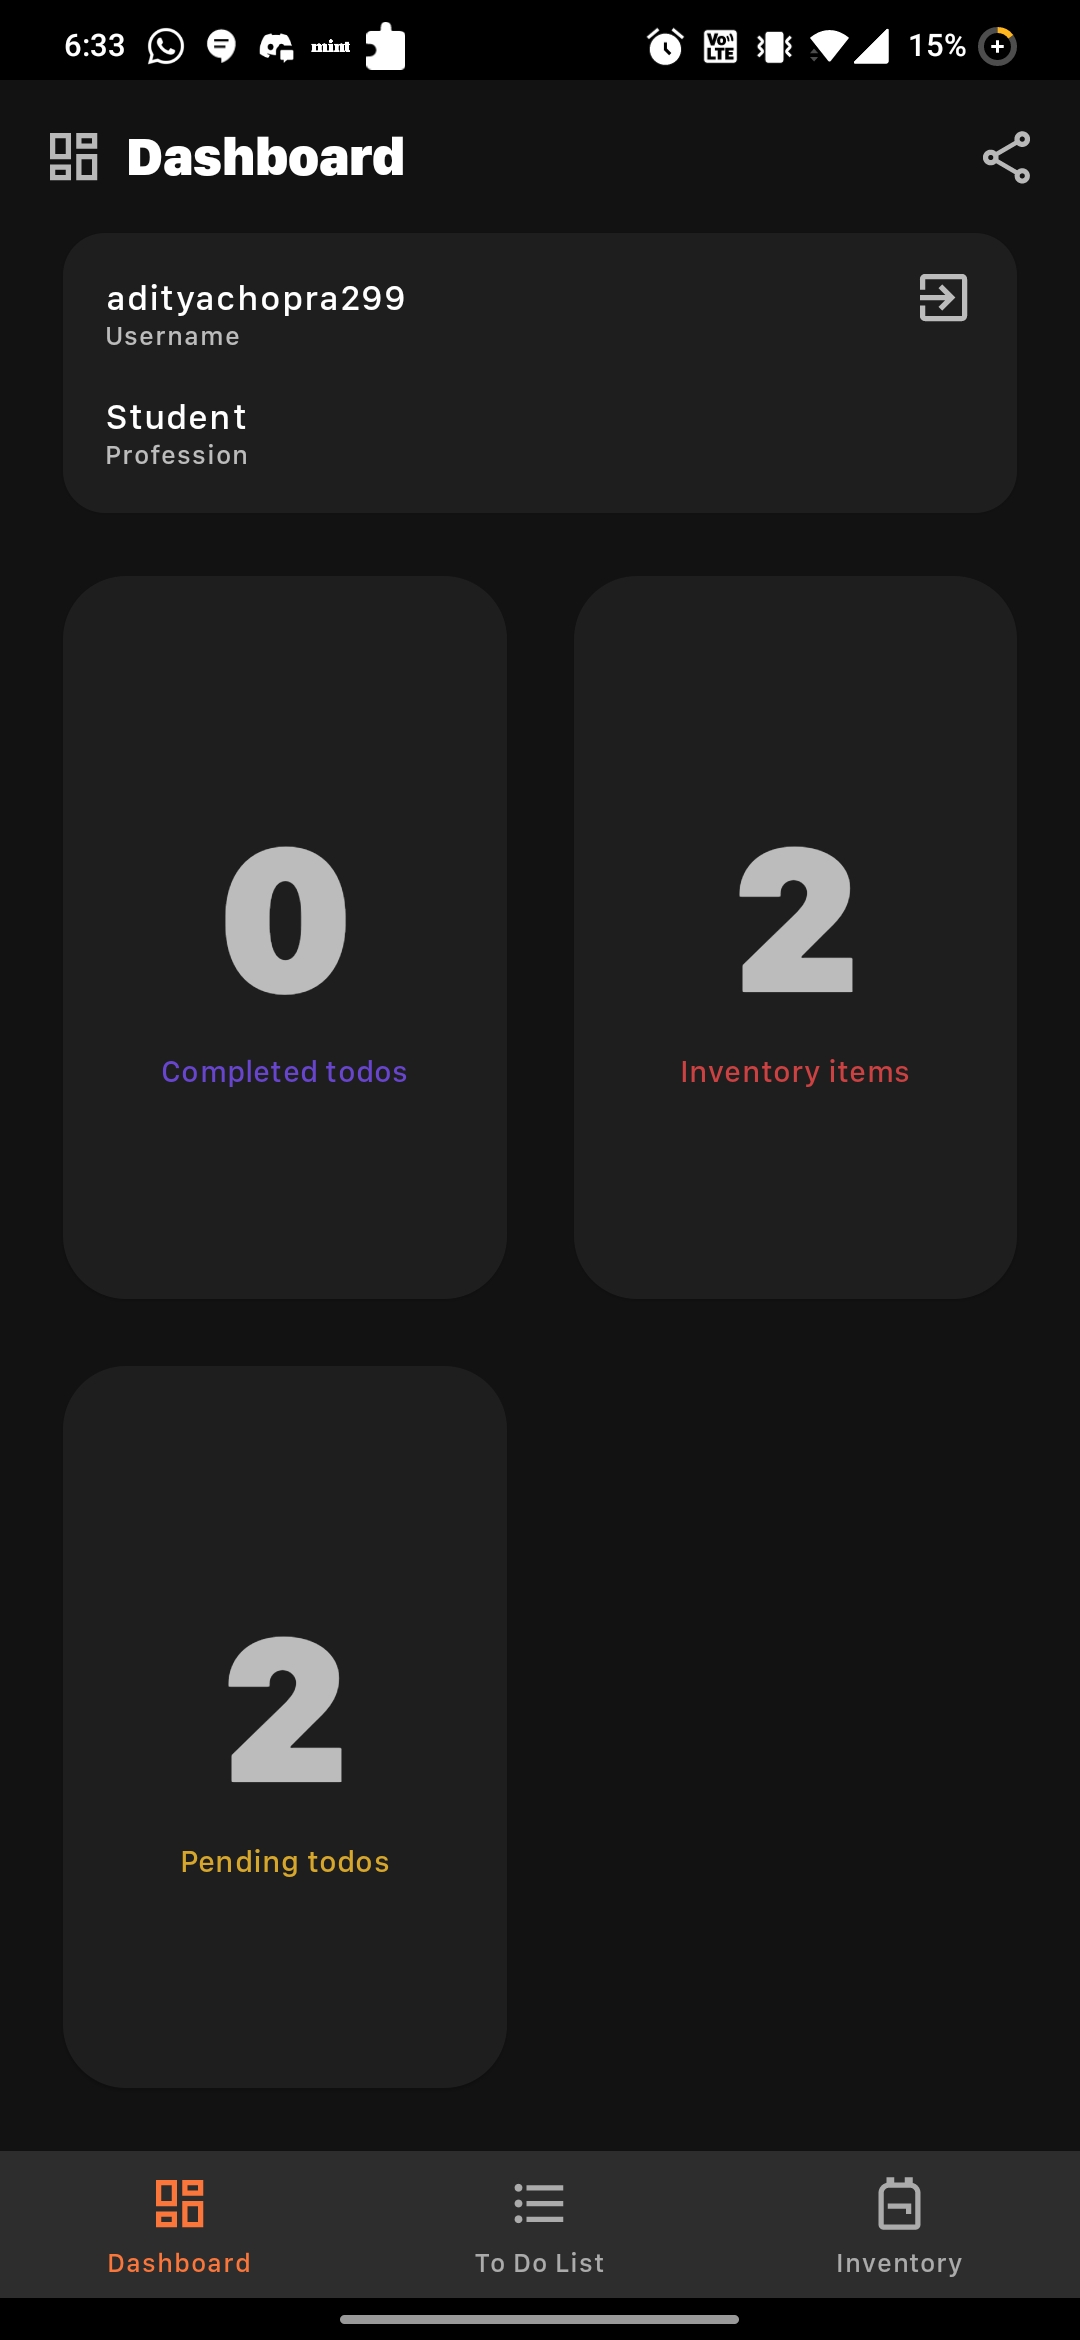 6:33 mint Vo)) LTE 15%
Dashboard
adityachopra299
Username
Student
Profession
0 2
Completed todos Inventory items
2
Pending todos
Dashboard To Do List Inventory